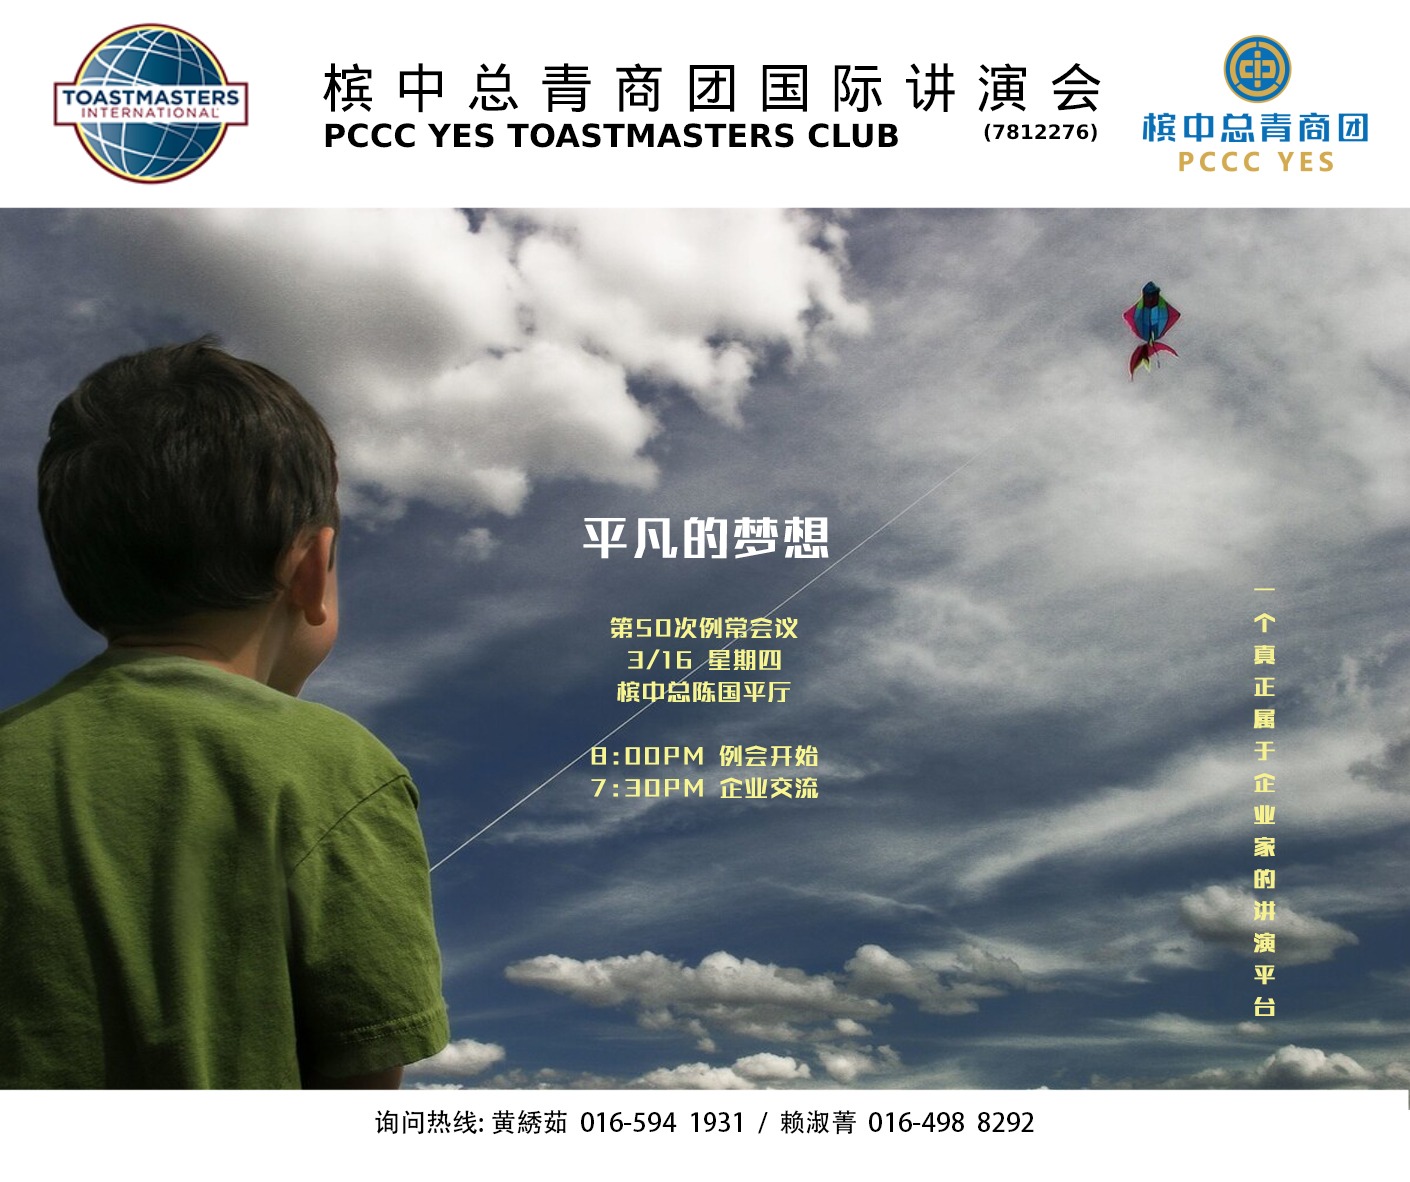 TOASTMASTERS
INTERNATIONAL
槟中总青商团国际讲演会
PCCC YES TOASTMASTERS CLUB (7812276)
槟中总青商团
PCCC YES
平凡的梦想
第50次例常会议
3/16 星期四
槟中总陈国平厅
8:00PM 例会开始
7:30PM 企业交流
一个真正属于企业家的讲演平台
询问热线: 黄綉茹 016-594 1931 / 赖淑菁 016-498 8292